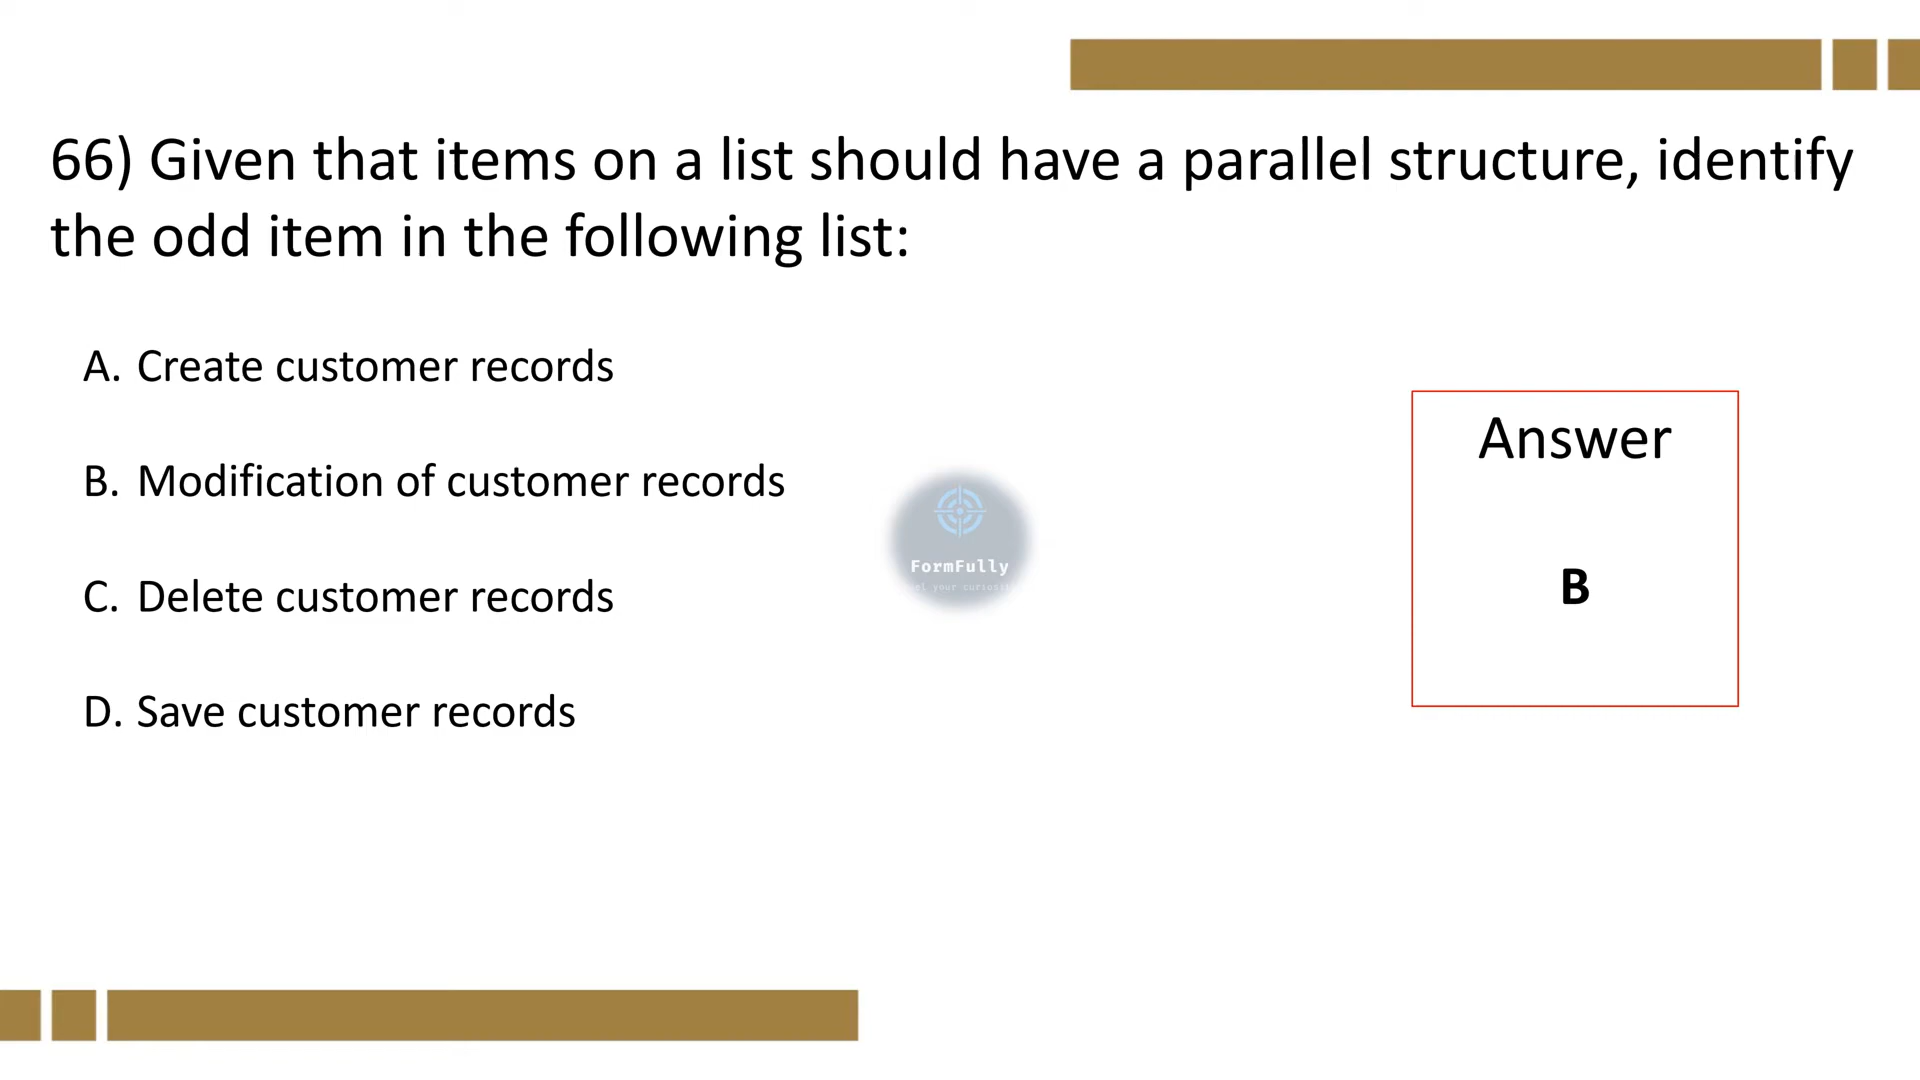 66) Given that items on a list should have a parallel structure, identify
the odd item in the following list:
A. Create customer records
B. Modification of customer records
C. Delete customer records
D. Save customer records
Answer
B
FormFully
your